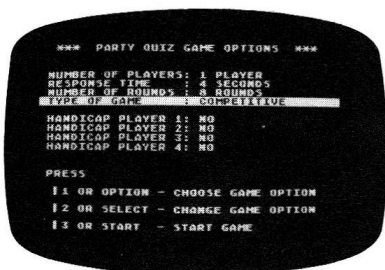 *** PARTY QUIZ GAME OPTIONS ***
NUMBER OF PLAYERS: 1 PLAYER
RESPONSE TIME : 4 SECONDS
NUMBER OF ROUNDS : 8 ROUNDS
TYPE OF GAME : COMPETITIVE
HANDICAP PLAYER 1: NO
HANDICAP PLAYER 2: NO
HANDICAP PLAYER 3: NO
HANDICAP PLAYER 4: NO
PRESS
1 OR OPTION - CHOOSE GAME OPTION
2 OR SELECT - CHANGE GAME OPTION
3 OR START - START GAME